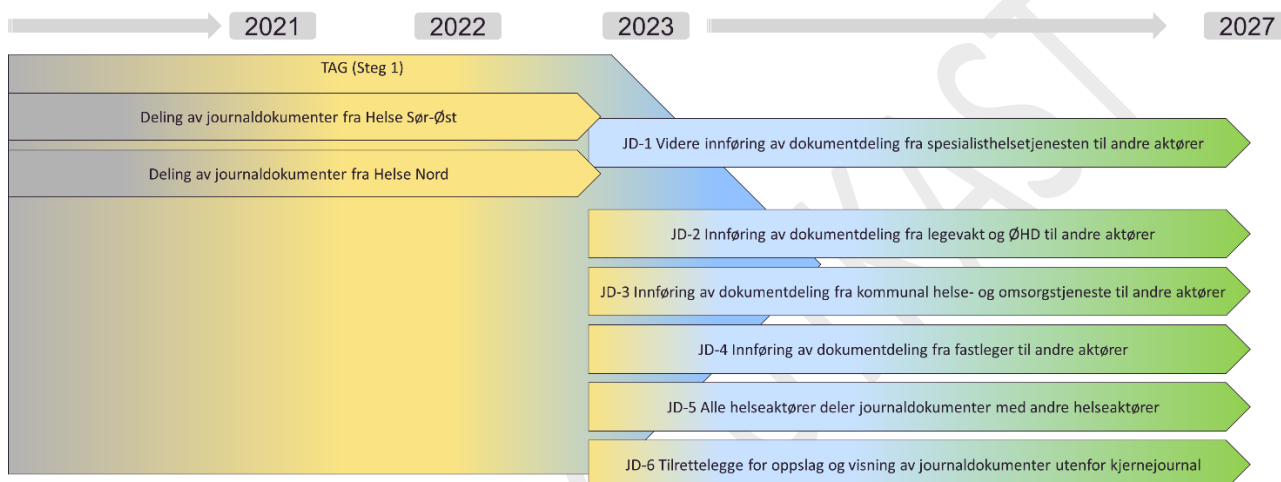 2021
2022
2023
2027
TAG (Steg 1)
Deling av journaldokumenter fra Helse Sør-Øst
JD-1 Videre innføring av dokumentdeling fra spesialisthelsetjenesten til andre aktører
Deling av journaldokumenter fra Helse Nord
JD-2 Innføring av dokumentdeling fra legevakt og ØHD til andre aktører
JD-3 Innføring av dokumentdeling fra kommunal helse- og omsorgstjeneste til andre aktører
JD-4 Innføring av dokumentdeling fra fastleger til andre aktører
JD-5 Alle helseaktører deler journaldokumenter med andre helseaktører
JD-6 Tilrettelegge for oppslag og visning av journaldokumenter utenfor kjernejournal